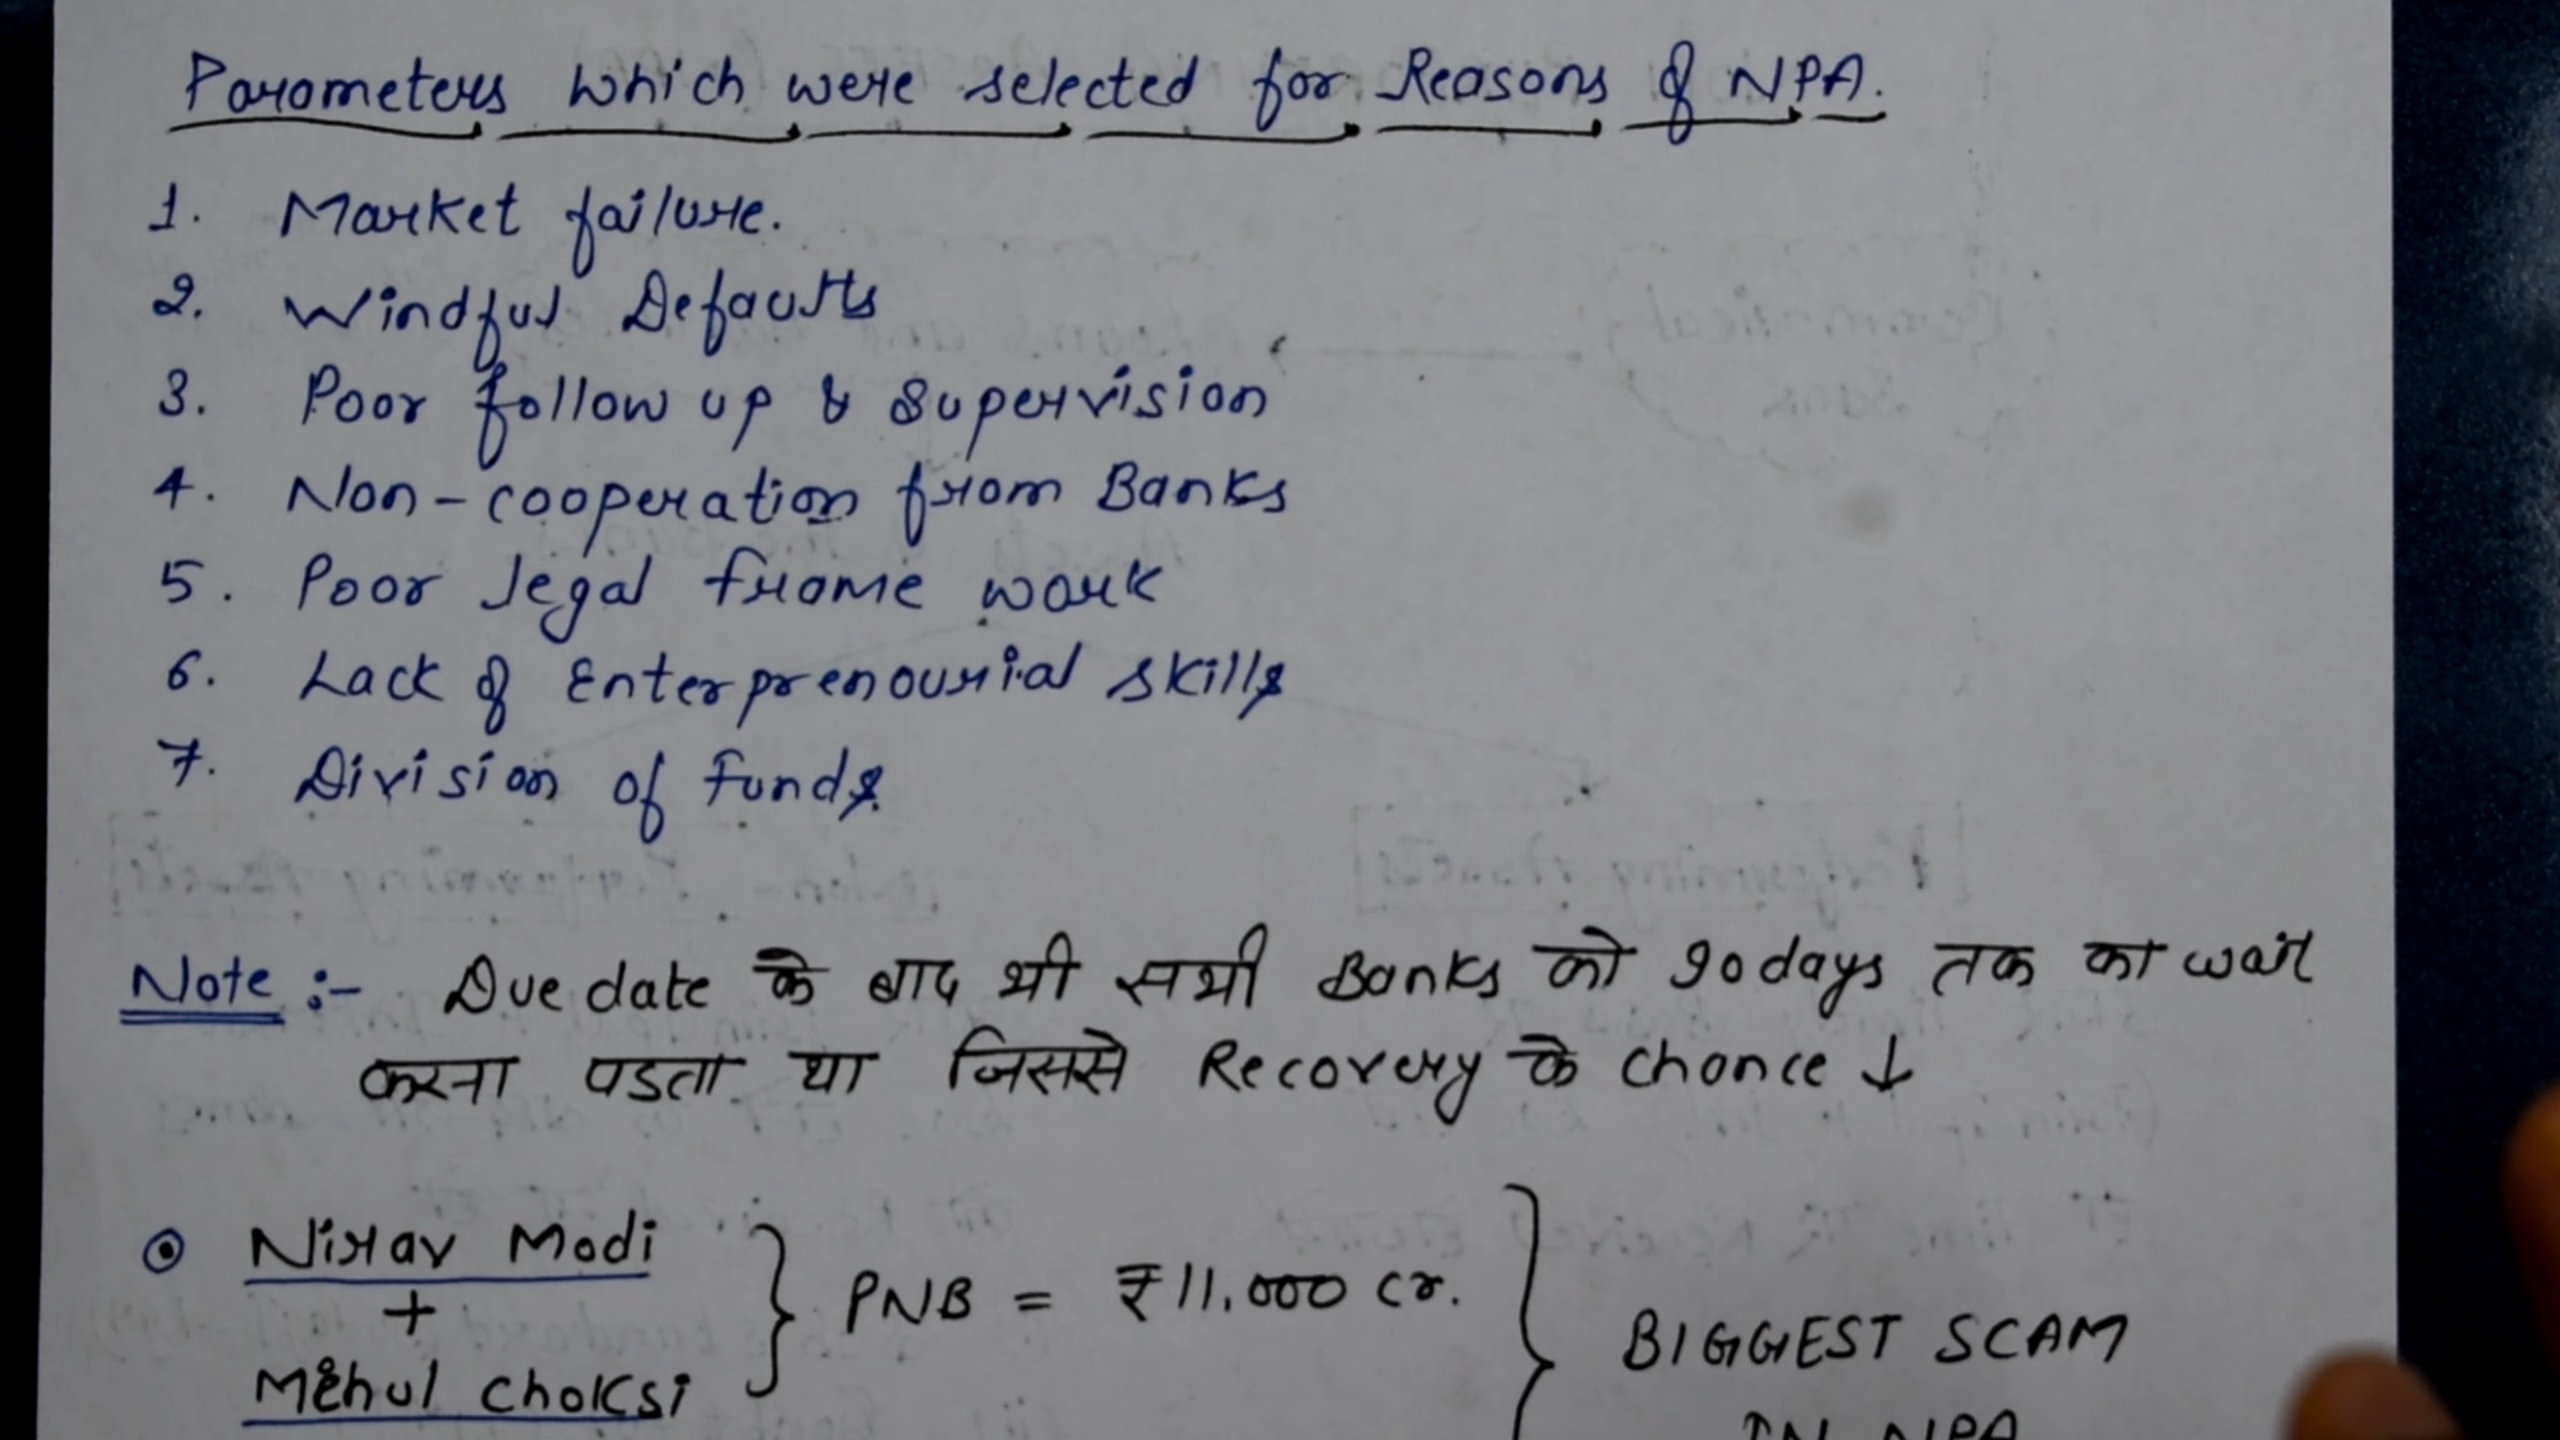 Parameters which were selected for Reasons of NPA.
1. Market failure.
2. Windful Defaults
3. Poor follow up & Supervision
4. Non-cooperation from Banks
5. Poor legal frame work
6. Lack of Enterprenourial skills
7. Division of funds.
Note :- Due date के बाद भी सभी Banks को 90 days तक का wait
करना पडता था जिससे Recovery के chance ↓
Nirav Modi
+
Mehul Choksi
PNB = ₹11,000 cr.
BIGGEST SCAM
IN NPA